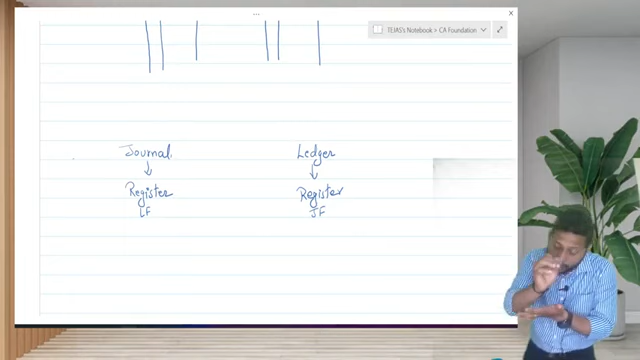 TEJAS's Notebook > CA Foundation
Journal Ledger
Register Register
LF JF